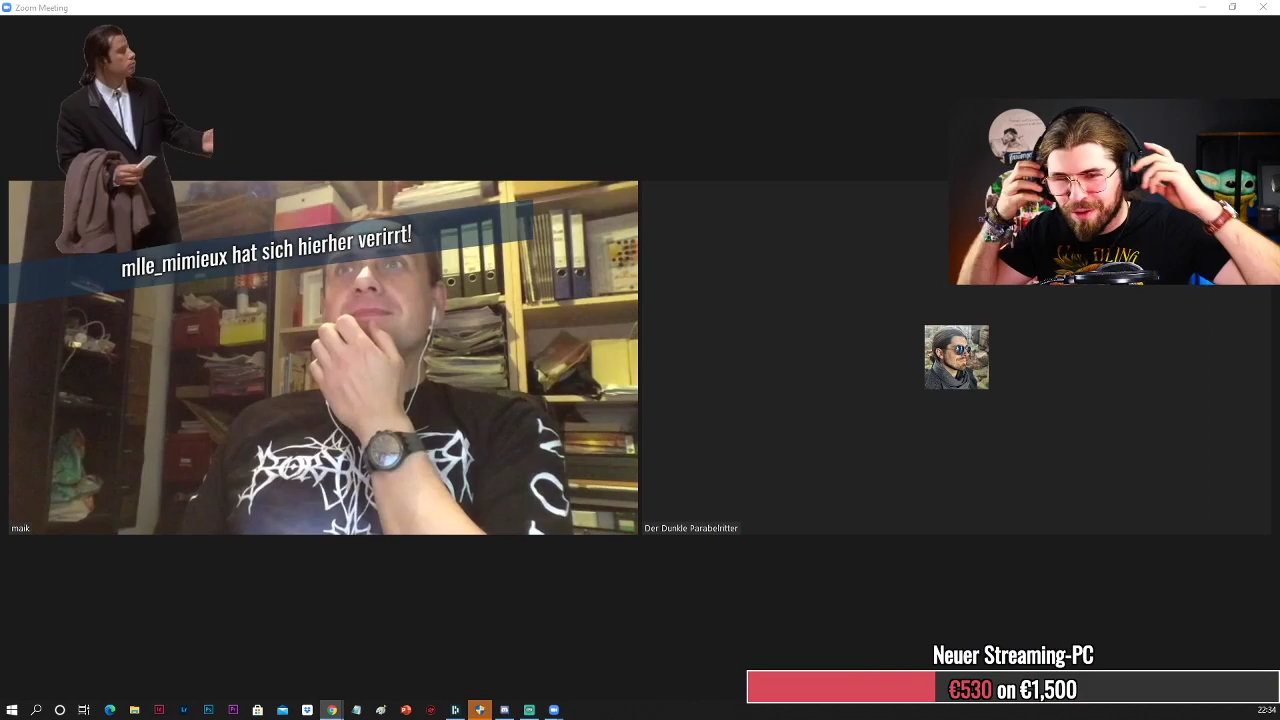 Zoom Meeting
mlle_mimieux hat sich hierher verirrt!
maik
Der Dunkle Parabelritter
Neuer Streaming-PC
€530 on €1,500
22:34